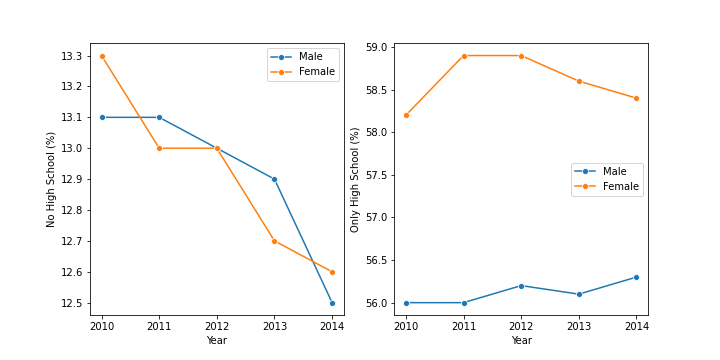 No High School (%)
13.3
13.2
13.1
13.0
12.9
12.8
12.7
12.6
12.5
2010 2011 2012 2013 2014
Year
Male
Female
Only High School (%)
59.0
58.5
58.0
57.5
57.0
56.5
56.0
2010 2011 2012 2013 2014
Year
Male
Female